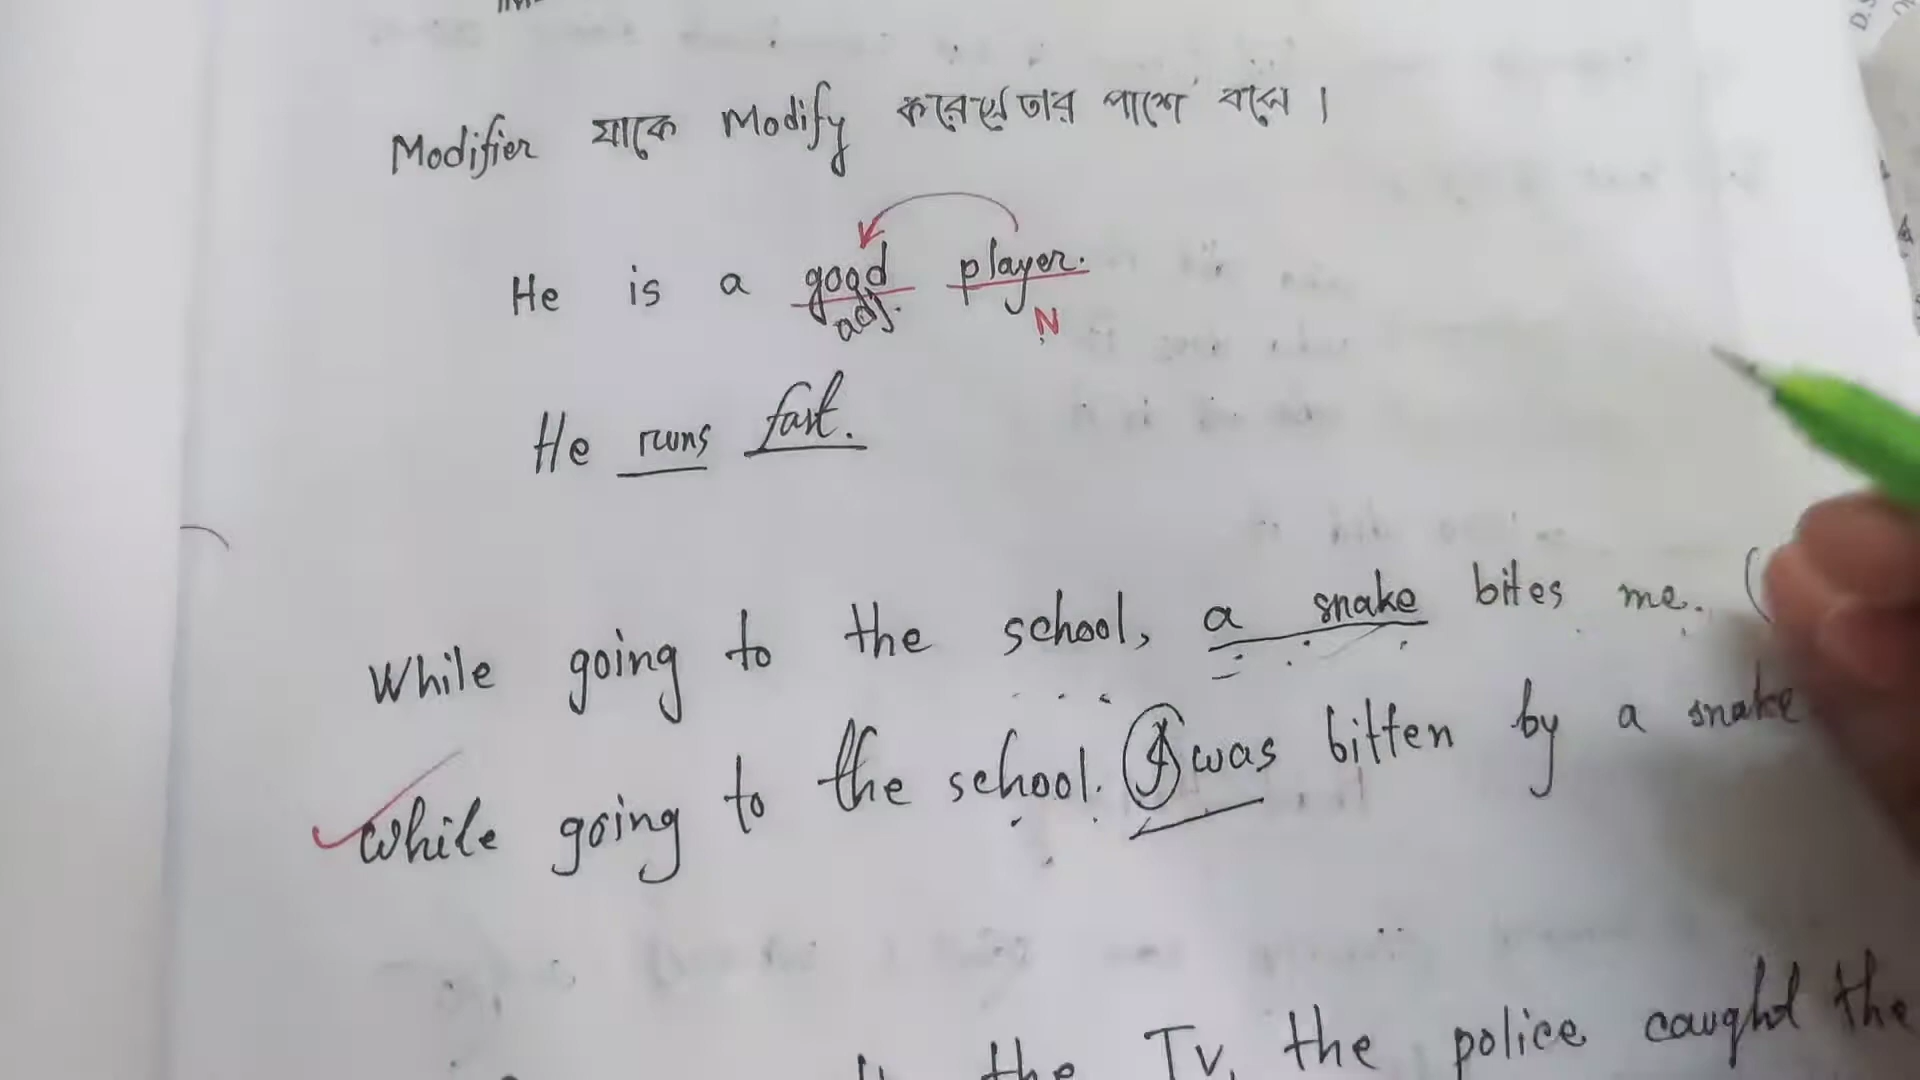 Modifier যাকে Modify করে সে তার পাশে বসে ।
He is a good player.
adj. N
He runs fast.
While going to the school, a snake bites me. (
While going to the school. I was bitten by a snake
the Tv, the police caught the